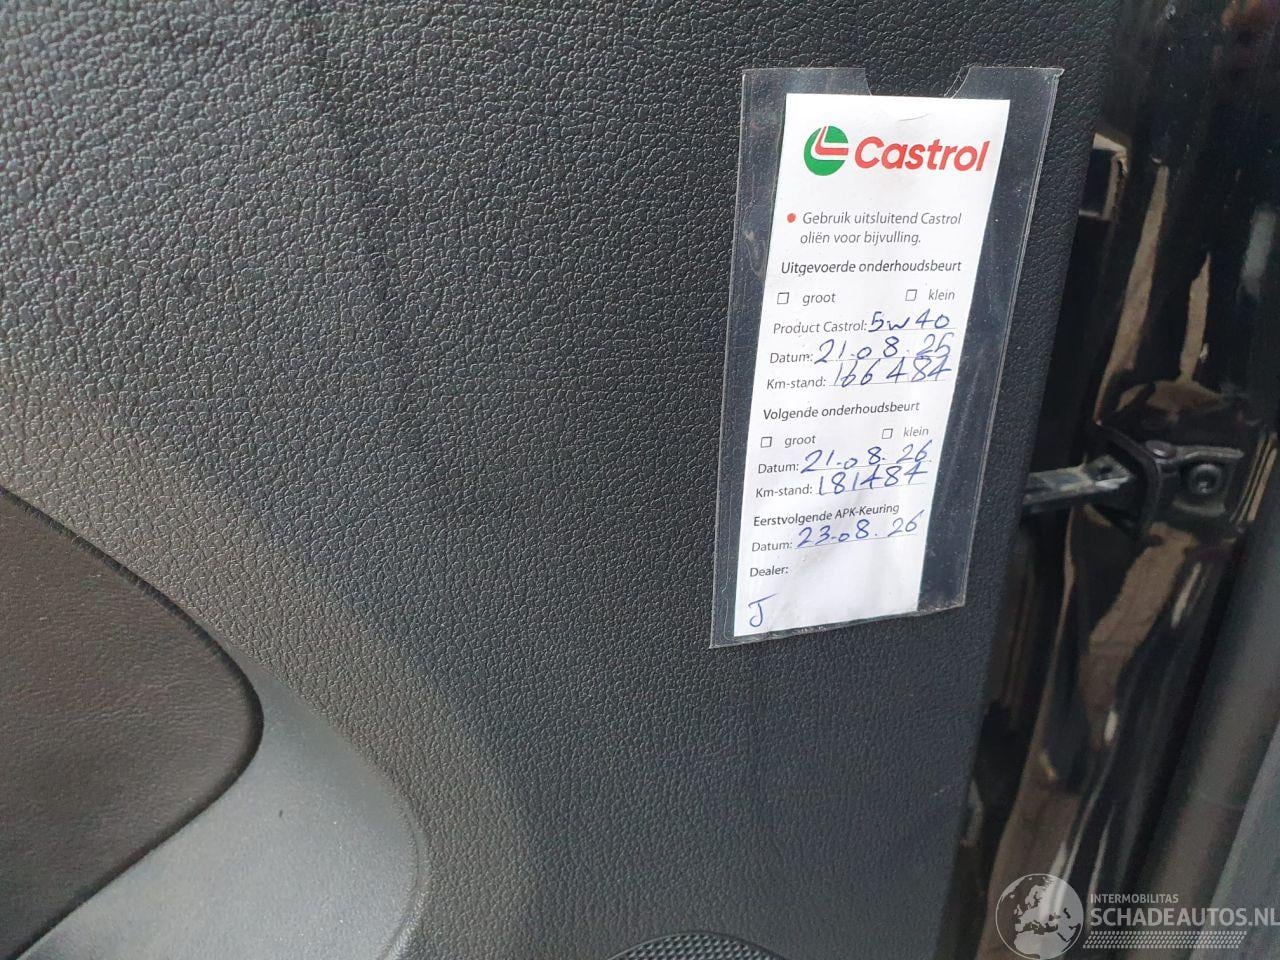 Castrol
Gebruik uitsluitend Castrol
oliën voor bijvulling.
Uitgevoerde onderhoudsbeurt
groot klein
Product Castrol: 5w40
Datum: 21.08.25
Km-stand: 166484
Volgende onderhoudsbeurt
groot klein
Datum: 21.08.26
Km-stand: 181484
Eerstvolgende APK-Keuring
Datum: 23.08.26
Dealer:
J
INTERMOBILITAS
SCHADEAUTOS.NL